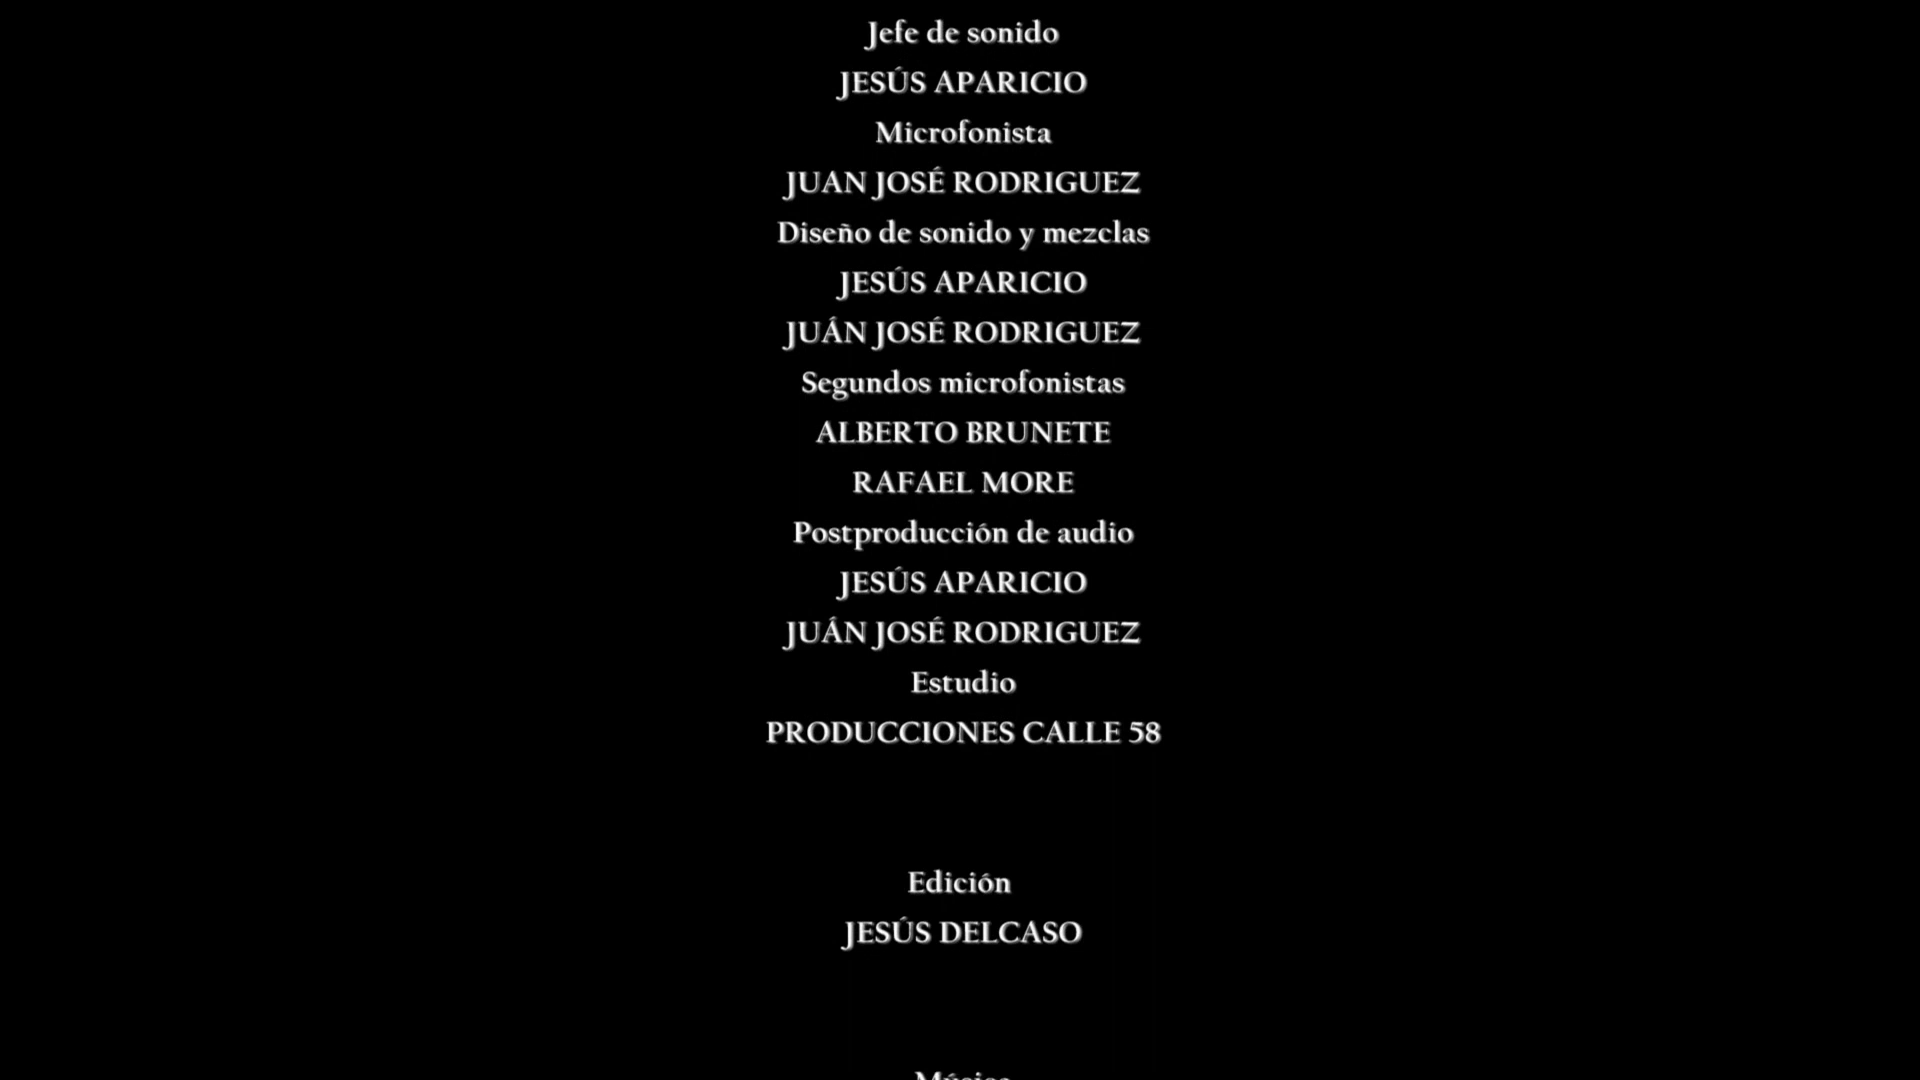 Jefe de sonido
JESÚS APARICIO
Microfonista
JUAN JOSÉ RODRIGUEZ
Diseño de sonido y mezclas
JESÚS APARICIO
JUÁN JOSÉ RODRIGUEZ
Segundos microfonistas
ALBERTO BRUNETE
RAFAEL MORE
Postproducción de audio
JESÚS APARICIO
JUÁN JOSÉ RODRIGUEZ
Estudio
PRODUCCIONES CALLE 58
Edición
JESÚS DELCASO